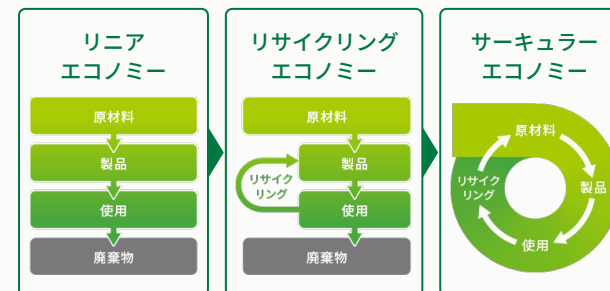 リニア
エコノミー
原材料
製品
使用
廃棄物
リサイクリング
エコノミー
原材料
製品
リサイク
リング
使用
廃棄物
サーキュラー
エコノミー
原材料
製品
使用
リサイク
リング